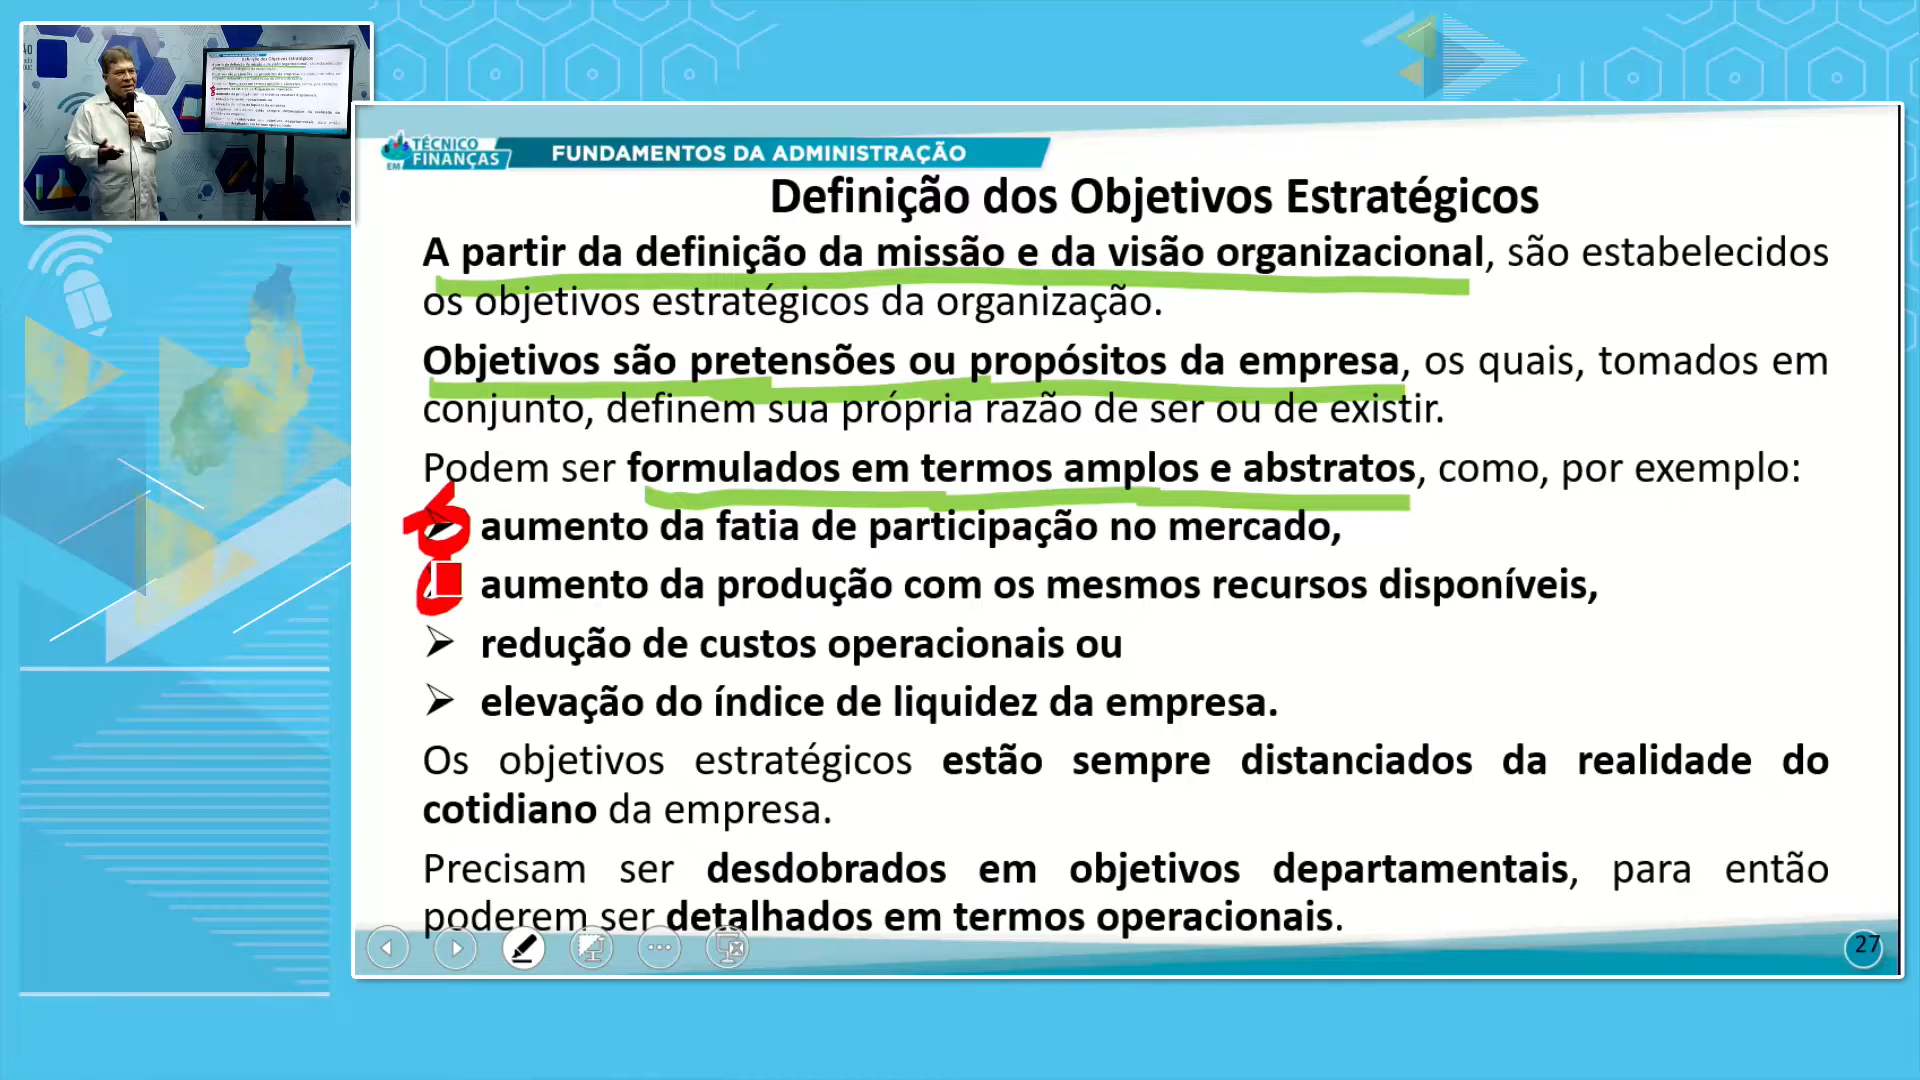 TÉCNICO
EM FINANÇAS
FUNDAMENTOS DA ADMINISTRAÇÃO
Definição dos Objetivos Estratégicos
A partir da definição da missão e da visão organizacional, são estabelecidos
os objetivos estratégicos da organização.
Objetivos são pretensões ou propósitos da empresa, os quais, tomados em
conjunto, definem sua própria razão de ser ou de existir.
Podem ser formulados em termos amplos e abstratos, como, por exemplo:
aumento da fatia de participação no mercado,
aumento da produção com os mesmos recursos disponíveis,
redução de custos operacionais ou
elevação do índice de liquidez da empresa.
Os objetivos estratégicos estão sempre distanciados da realidade do
cotidiano da empresa.
Precisam ser desdobrados em objetivos departamentais, para então
poderem ser detalhados em termos operacionais.
27